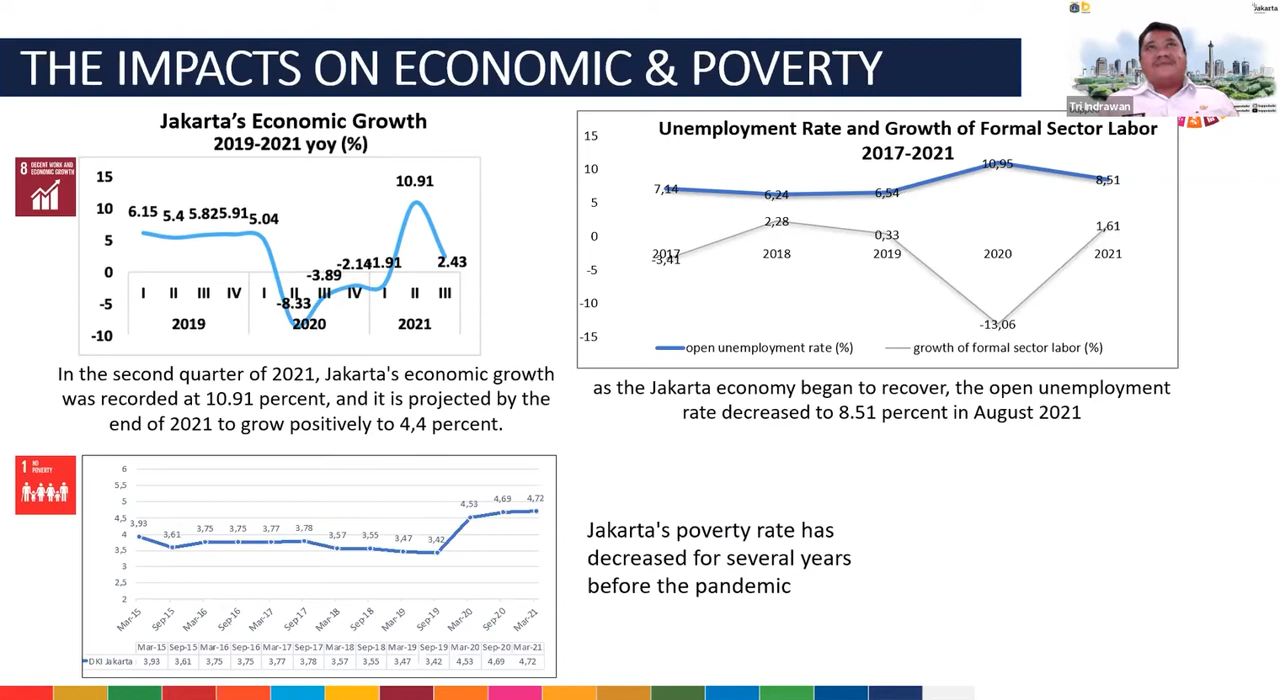 THE IMPACTS ON ECONOMIC & POVERTY
Jakarta
Tri Indrawan
Jakarta's Economic Growth
2019-2021 yoy (%)
8 DECENT WORK AND
ECONOMIC GROWTH
15
10
5
0
-5
-10
6.15 5.4 5.82 5.91 5.04
-8.33
-3.89
-2.14
-1.91
10.91
2.43
I II III IV I II III IV I II III
2019 2020 2021
In the second quarter of 2021, Jakarta's economic growth
was recorded at 10.91 percent, and it is projected by the
end of 2021 to grow positively to 4,4 percent.
Unemployment Rate and Growth of Formal Sector Labor
2017-2021
15
10
5
0
-5
-10
-15
7,14 6,24 6,54 10,95 8,51
-3,41 2,28 0,33 -13,06 1,61
2017 2018 2019 2020 2021
open unemployment rate (%) growth of formal sector labor (%)
as the Jakarta economy began to recover, the open unemployment
rate decreased to 8.51 percent in August 2021
1 NO
POVERTY
6
5,5
5
4,5
4
3,5
3
2,5
2
3,93 3,61 3,75 3,75 3,77 3,78 3,57 3,55 3,47 3,42 4,53 4,69 4,72
Mar-15 Sep-15 Mar-16 Sep-16 Mar-17 Sep-17 Mar-18 Sep-18 Mar-19 Sep-19 Mar-20 Sep-20 Mar-21
Mar-15 Sep-15 Mar-16 Sep-16 Mar-17 Sep-17 Mar-18 Sep-18 Mar-19 Sep-19 Mar-20 Sep-20 Mar-21
DKI Jakarta 3,93 3,61 3,75 3,75 3,77 3,78 3,57 3,55 3,47 3,42 4,53 4,69 4,72
Jakarta's poverty rate has
decreased for several years
before the pandemic